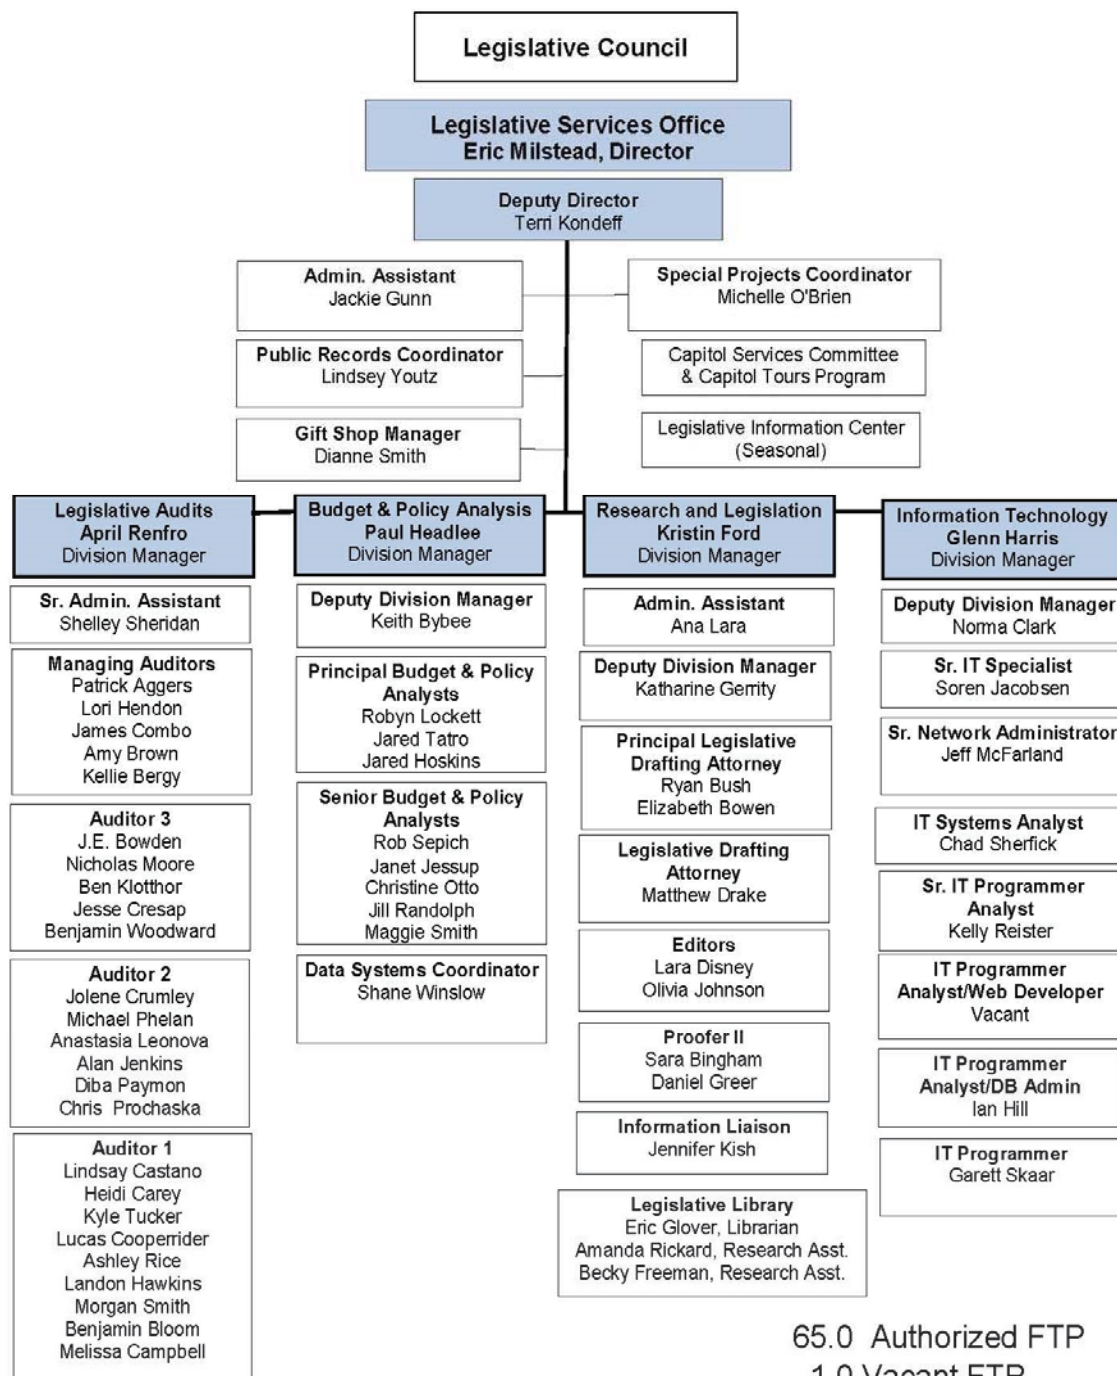 Legislative Council
Legislative Services Office
Eric Milstead, Director
Deputy Director
Terri Kondeff
Admin. Assistant
Jackie Gunn
Special Projects Coordinator
Michelle O'Brien
Public Records Coordinator
Lindsey Youtz
Capitol Services Committee
& Capitol Tours Program
Gift Shop Manager
Dianne Smith
Legislative Information Center
(Seasonal)
Legislative Audits
April Renfro
Division Manager
Sr. Admin. Assistant
Shelley Sheridan
Managing Auditors
Patrick Aggers
Lori Hendon
James Combo
Amy Brown
Kellie Bergy
Auditor 3
J.E. Bowden
Nicholas Moore
Ben Klotthor
Jesse Cresap
Benjamin Woodward
Auditor 2
Jolene Crumley
Michael Phelan
Anastasia Leonova
Alan Jenkins
Diba Paymon
Chris Prochaska
Auditor 1
Lindsay Castano
Heidi Carey
Kyle Tucker
Lucas Cooperrider
Ashley Rice
Landon Hawkins
Morgan Smith
Benjamin Bloom
Melissa Campbell
Budget & Policy Analysis
Paul Headlee
Division Manager
Deputy Division Manager
Keith Bybee
Principal Budget & Policy
Analysts
Robyn Lockett
Jared Tatro
Jared Hoskins
Senior Budget & Policy
Analysts
Rob Sepich
Janet Jessup
Christine Otto
Jill Randolph
Maggie Smith
Data Systems Coordinator
Shane Winslow
Research and Legislation
Kristin Ford
Division Manager
Admin. Assistant
Ana Lara
Deputy Division Manager
Katharine Gerrity
Principal Legislative
Drafting Attorney
Ryan Bush
Elizabeth Bowen
Legislative Drafting
Attorney
Matthew Drake
Editors
Lara Disney
Olivia Johnson
Proofer II
Sara Bingham
Daniel Greer
Information Liaison
Jennifer Kish
Legislative Library
Eric Glover, Librarian
Amanda Rickard, Research Asst.
Becky Freeman, Research Asst.
Information Technology
Glenn Harris
Division Manager
Deputy Division Manager
Norma Clark
Sr. IT Specialist
Soren Jacobsen
Sr. Network Administrator
Jeff McFarland
IT Systems Analyst
Chad Sherfick
Sr. IT Programmer
Analyst
Kelly Reister
IT Programmer
Analyst/Web Developer
Vacant
IT Programmer
Analyst/DB Admin
Ian Hill
IT Programmer
Garett Skaar
65.0 Authorized FTP
1.0 Vacant FTP